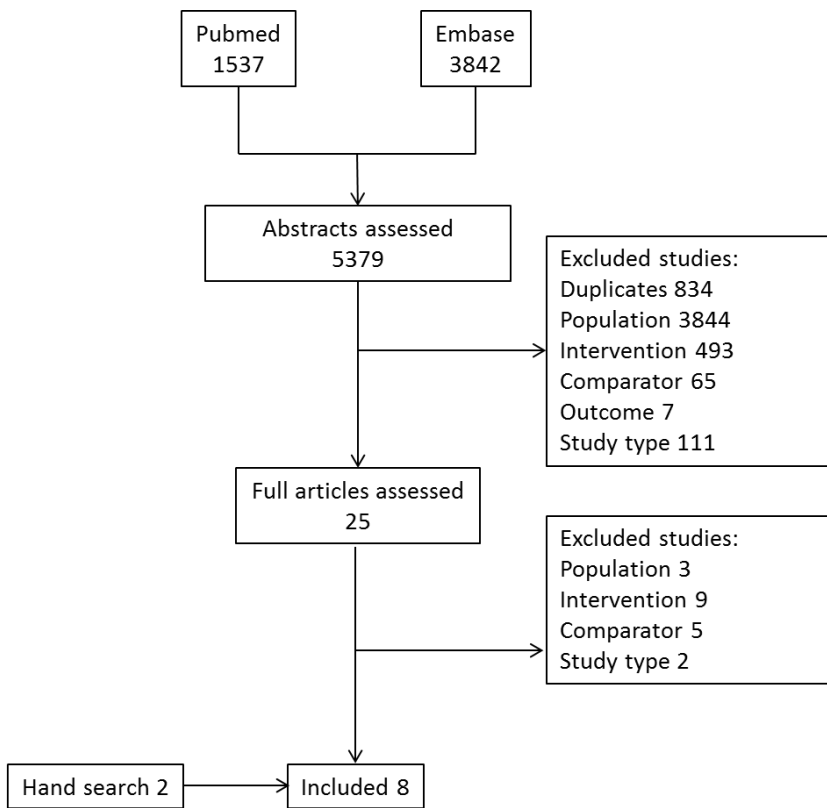 Pubmed
1537
Embase
3842
Abstracts assessed
5379
Excluded studies:
Duplicates 834
Population 3844
Intervention 493
Comparator 65
Outcome 7
Study type 111
Full articles assessed
25
Excluded studies:
Population 3
Intervention 9
Comparator 5
Study type 2
Hand search 2
Included 8